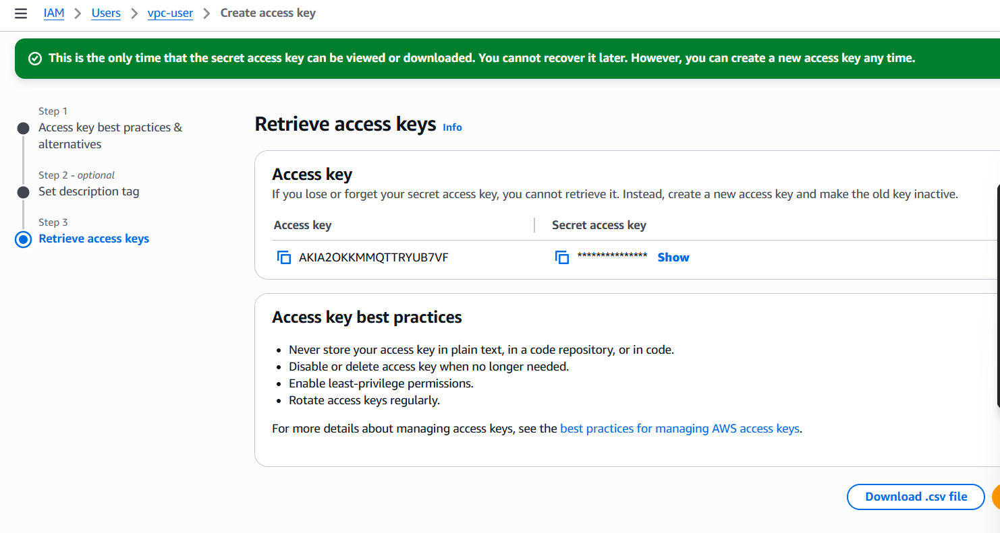 IAM > Users > vpc-user > Create access key
This is the only time that the secret access key can be viewed or downloaded. You cannot recover it later. However, you can create a new access key any time.
Step 1
Access key best practices &
alternatives
Step 2 - optional
Set description tag
Step 3
Retrieve access keys
Retrieve access keys Info
Access key
If you lose or forget your secret access key, you cannot retrieve it. Instead, create a new access key and make the old key inactive.
Access key Secret access key
AKIA2OKKMMQTTRYUB7VF *************** Show
Access key best practices
• Never store your access key in plain text, in a code repository, or in code.
• Disable or delete access key when no longer needed.
• Enable least-privilege permissions.
• Rotate access keys regularly.
For more details about managing access keys, see the best practices for managing AWS access keys.
Download .csv file